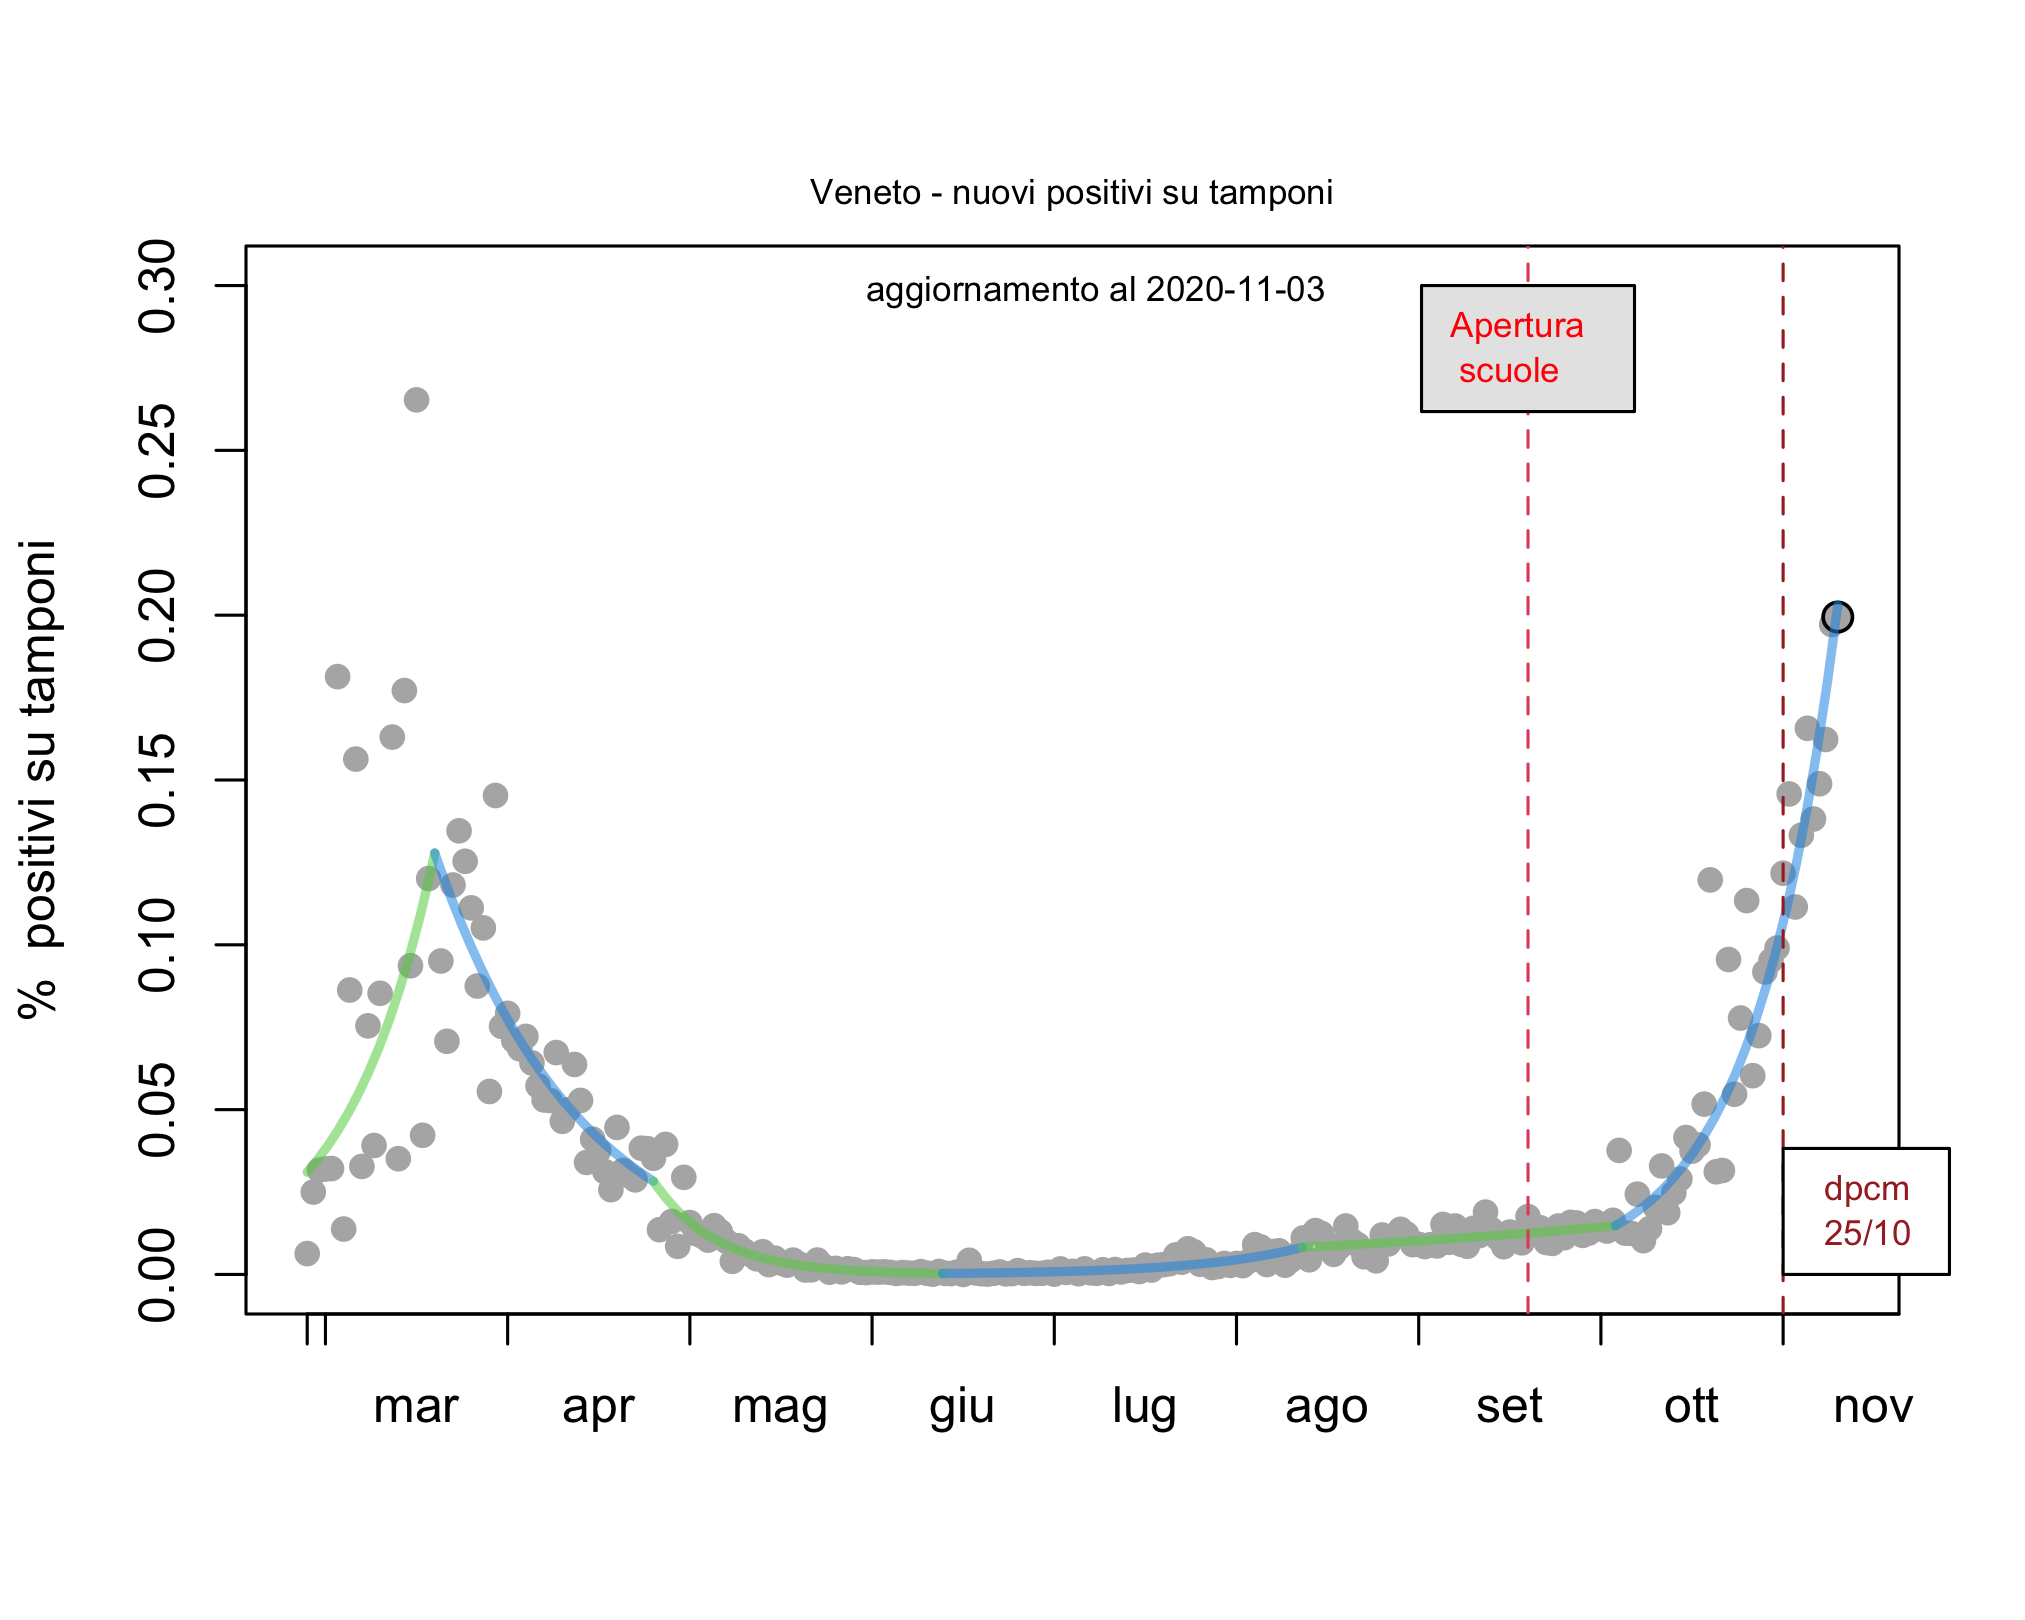 Veneto - nuovi positivi su tamponi
aggiornamento al 2020-11-03
Apertura
scuole
% positivi su tamponi
0.30
0.25
0.20
0.15
0.10
0.05
0.00
dpcm
25/10
mar apr mag giu lug ago set ott nov